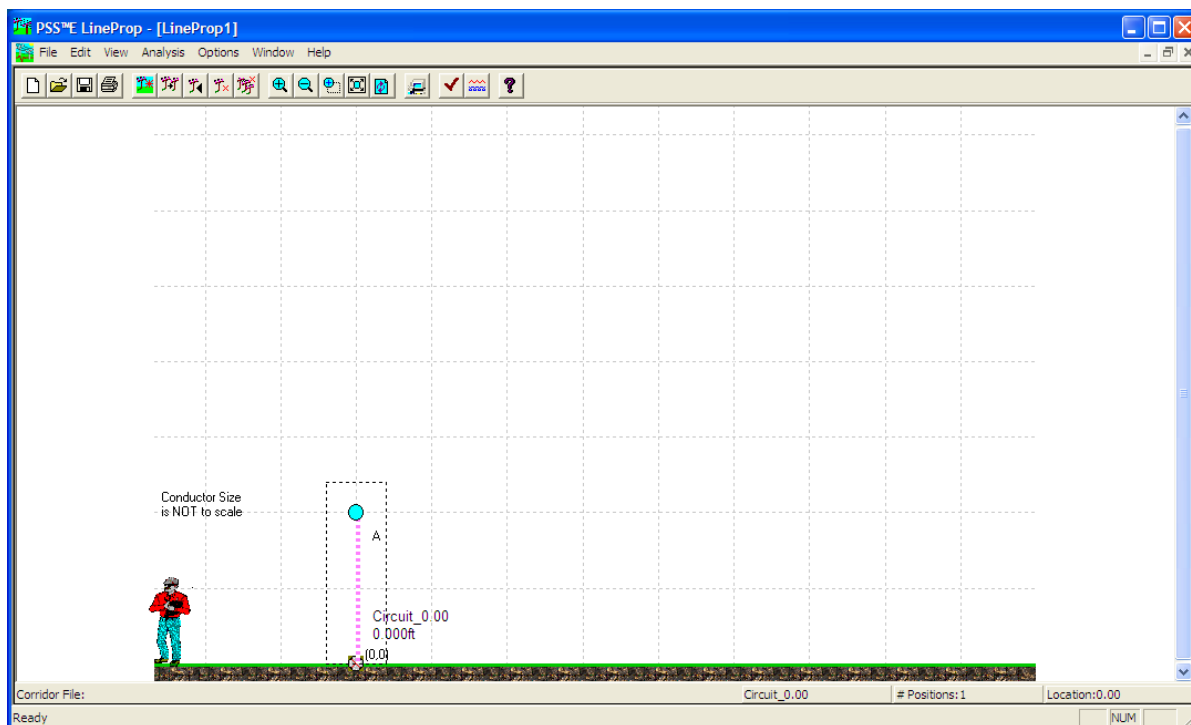 PSS™E LineProp - [LineProp1]
File Edit View Analysis Options Window Help
Conductor Size
is NOT to scale
A
Circuit_0.00
0.000ft
(0,0)
Corridor File: Circuit_0.00 # Positions:1 Location:0.00
Ready NUM